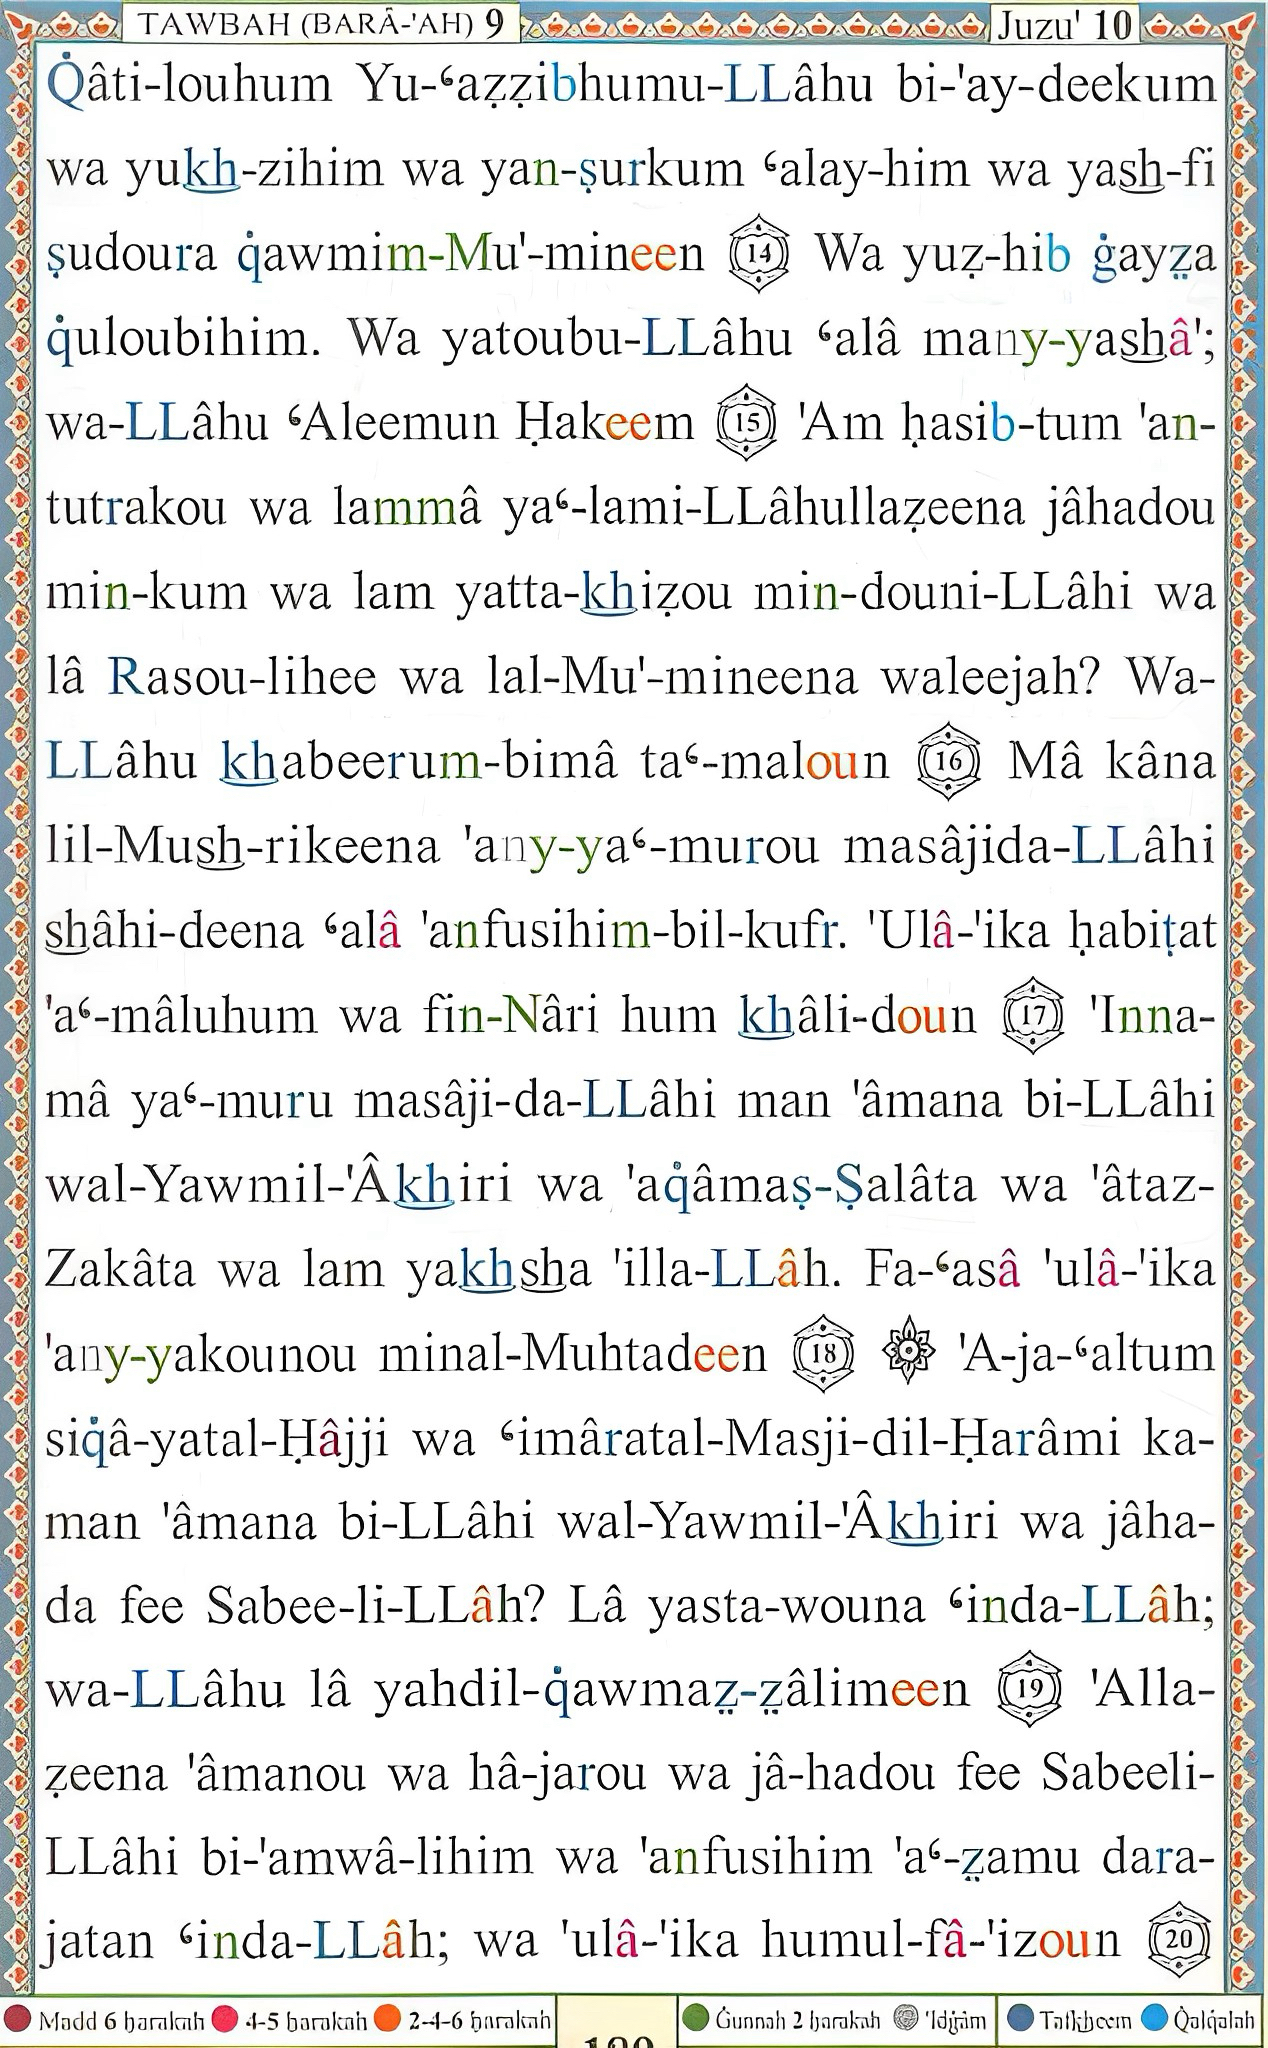 TAWBAH (BARÂ-'AH) 9 Juzu' 10
Q̇âti-louhum Yu-ʿaẓẓibhumu-LLâhu bi-'ay-deekum
wa yukh-zihim wa yan-ṣurkum ʿalay-him wa yash-fi
ṣudoura q̇awmim-Mu'-mineen 14 Wa yuẓ-hib ġayẓ̤a
q̇uloubihim. Wa yatoubu-LLâhu ʿalâ many-yashâ';
wa-LLâhu ʿAleemun Ḥakeem 15 'Am ḥasib-tum 'an-
tutrakou wa lammâ yaʿ-lami-LLâhullaẓeena jâhadou
min-kum wa lam yatta-khiẓou min-douni-LLâhi wa
lâ Rasou-lihee wa lal-Mu'-mineena waleejah? Wa-
LLâhu khabeerum-bimâ taʿ-maloun 16 Mâ kâna
lil-Mush-rikeena 'any-yaʿ-murou masâjida-LLâhi
shâhi-deena ʿalâ 'anfusihim-bil-kufr. 'Ulâ-'ika ḥabiṭat
'aʿ-mâluhum wa fin-Nâri hum khâli-doun 17 'Inna-
mâ yaʿ-muru masâji-da-LLâhi man 'âmana bi-LLâhi
wal-Yawmil-'Âkhiri wa 'aq̇âmaṣ-Ṣalâta wa 'âtaz-
Zakâta wa lam yakhsha 'illa-LLâh. Fa-ʿasâ 'ulâ-'ika
'any-yakounou minal-Muhtadeen 18 'A-ja-ʿaltum
siq̇â-yatal-Ḥâjji wa ʿimâratal-Masji-dil-Ḥarâmi ka-
man 'âmana bi-LLâhi wal-Yawmil-'Âkhiri wa jâha-
da fee Sabee-li-LLâh? Lâ yasta-wouna ʿinda-LLâh;
wa-LLâhu lâ yahdil-q̇awmaẓ̤-ẓ̤âlimeen 19 'Alla-
ẓeena 'âmanou wa hâ-jarou wa jâ-hadou fee Sabeeli-
LLâhi bi-'amwâ-lihim wa 'anfusihim 'aʿ-ẓ̤amu dara-
jatan ʿinda-LLâh; wa 'ulâ-'ika humul-fâ-'izoun 20
Madd 6 ḥarakah 4-5 ḥarakah 2-4-6 ḥarakah Ġunnah 2 ḥarakah 'Idġâm Tafkheem Q̇alq̇alah